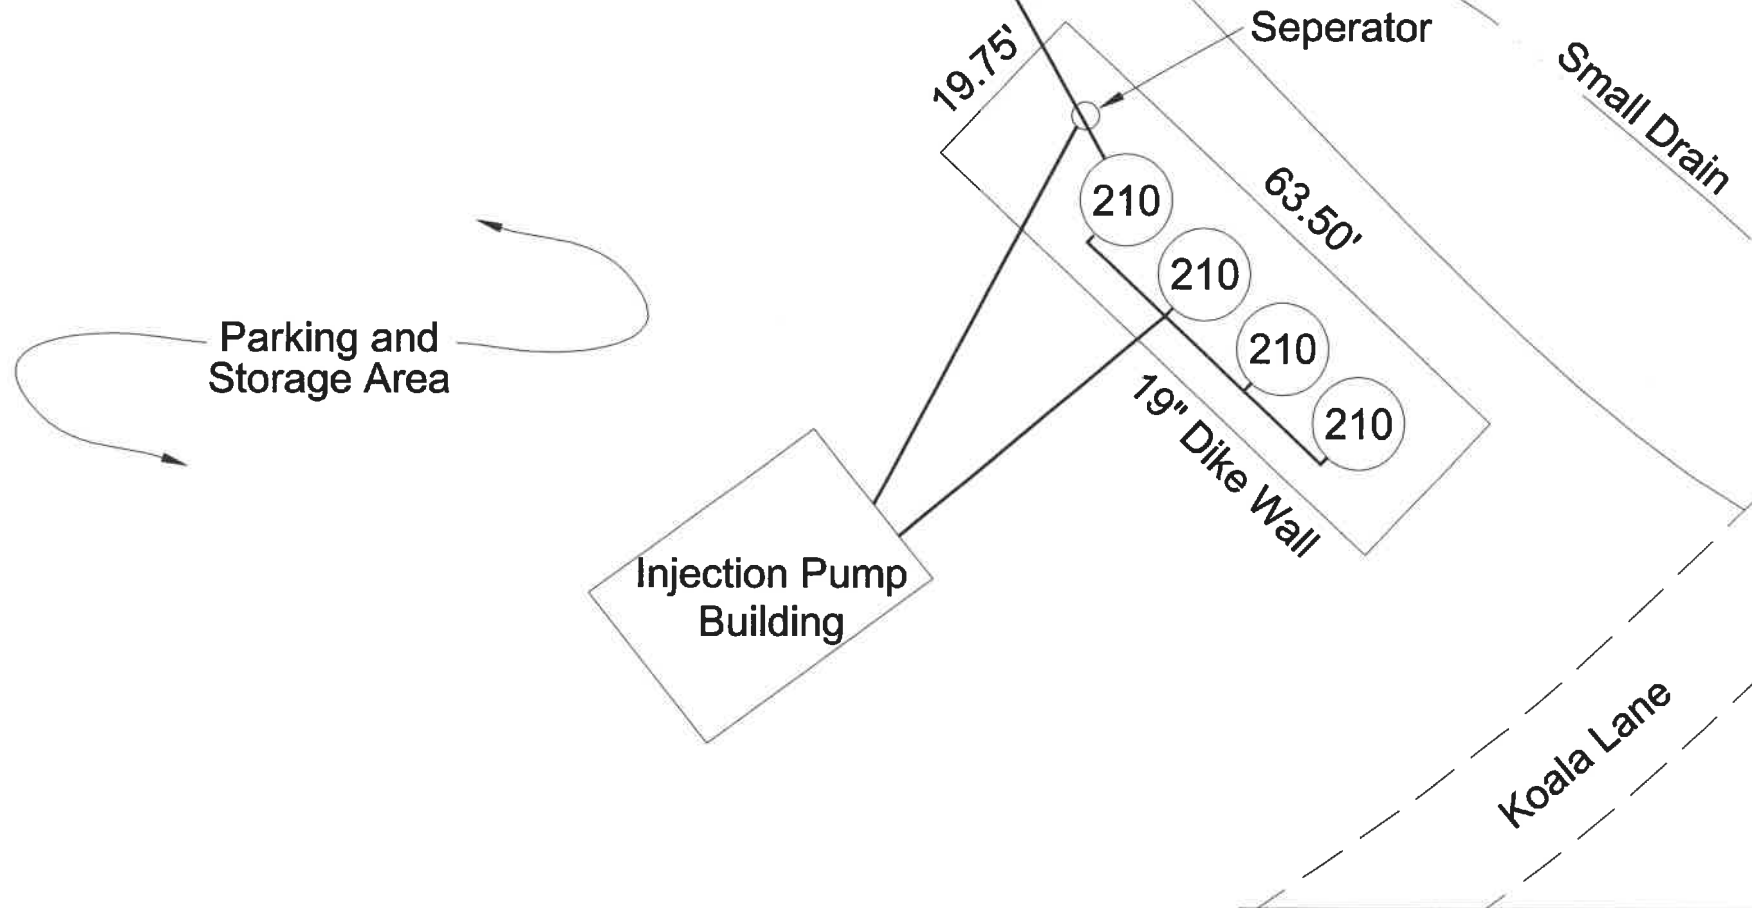 Seperator
19.75'
Small Drain
63.50'
210
210
210
210
Parking and
Storage Area
19" Dike Wall
Injection Pump
Building
Koala Lane